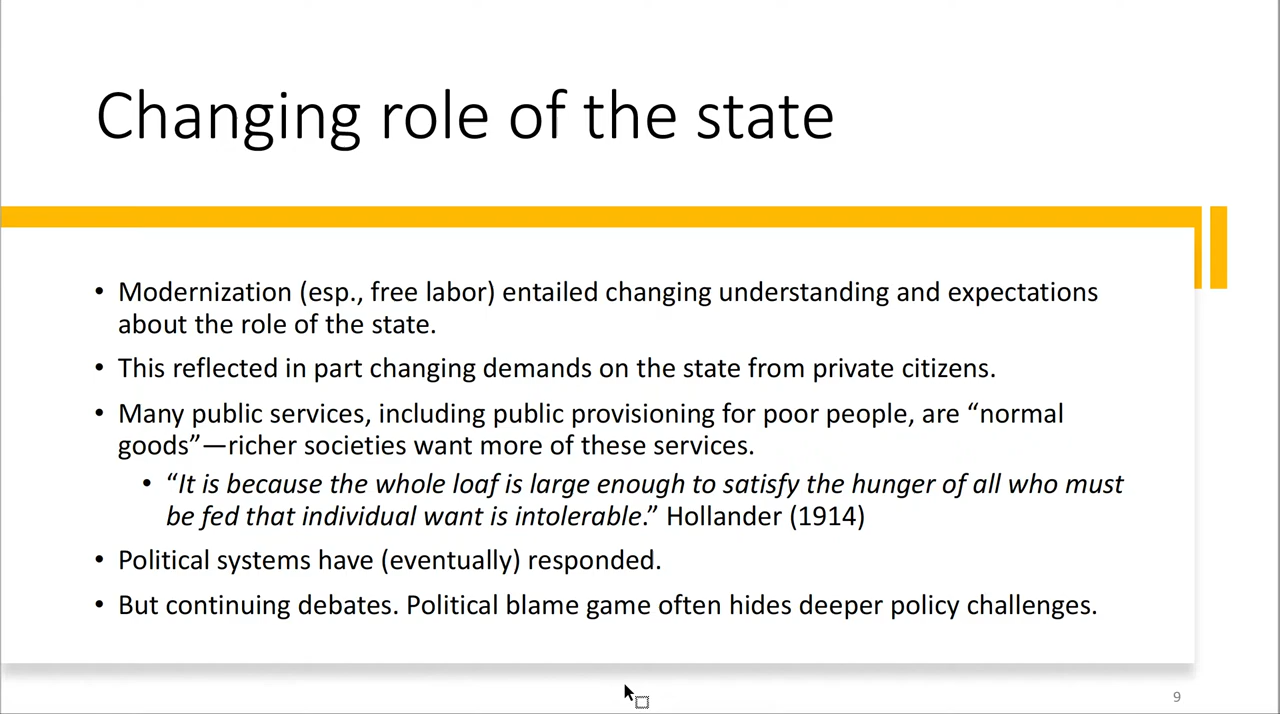 Changing role of the state
• Modernization (esp., free labor) entailed changing understanding and expectations
about the role of the state.
• This reflected in part changing demands on the state from private citizens.
• Many public services, including public provisioning for poor people, are “normal
goods”—richer societies want more of these services.
• “It is because the whole loaf is large enough to satisfy the hunger of all who must
be fed that individual want is intolerable.” Hollander (1914)
• Political systems have (eventually) responded.
• But continuing debates. Political blame game often hides deeper policy challenges.
9